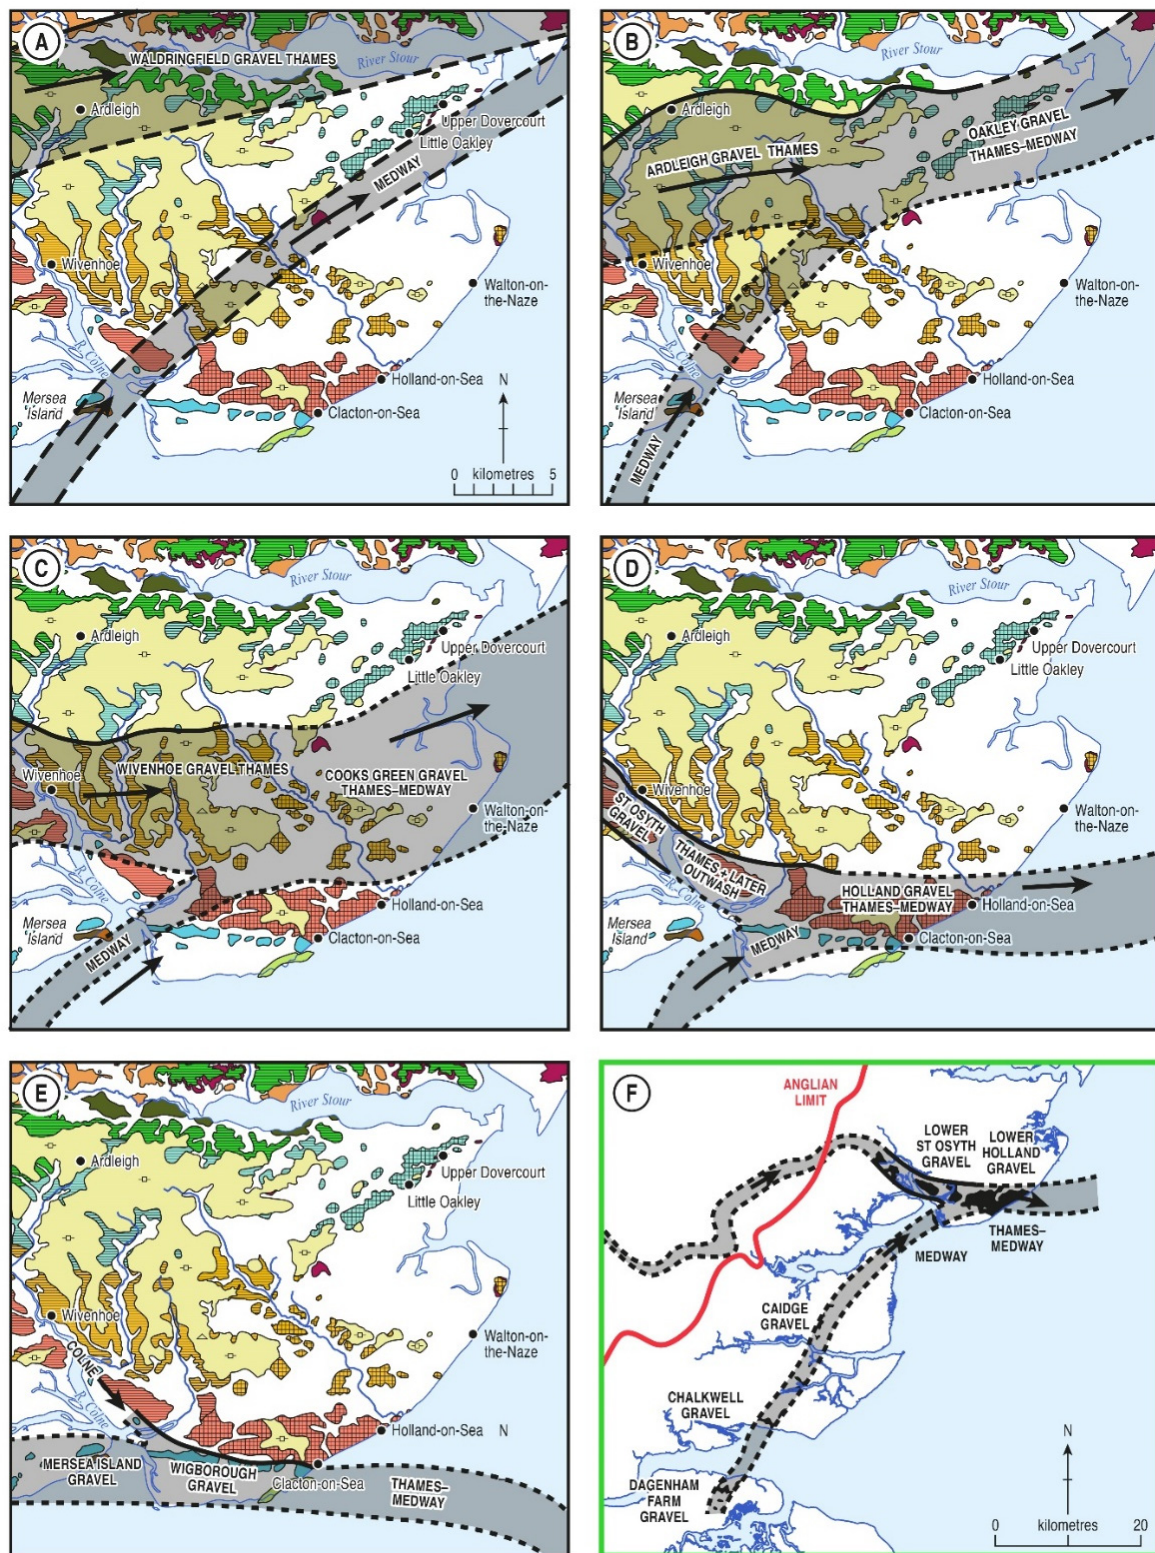 A
WALDRINGFIELD GRAVEL THAMES
River Stour
Ardleigh
Upper Dovercourt
Little Oakley
MEDWAY
Wivenhoe
Walton-on-
the-Naze
R. Colne
Mersea
Island
Holland-on-Sea
Clacton-on-Sea
N
0 kilometres 5
B
River Stour
Ardleigh
OAKLEY GRAVEL
THAMES–MEDWAY
ARDLEIGH GRAVEL THAMES
Wivenhoe
Walton-on-
the-Naze
R. Colne
Mersea
Island
Holland-on-Sea
Clacton-on-Sea
MEDWAY
C
River Stour
Ardleigh
Upper Dovercourt
Little Oakley
Wivenhoe
WIVENHOE GRAVEL THAMES
COOKS GREEN GRAVEL
THAMES–MEDWAY
Walton-on-
the-Naze
R. Colne
Mersea
Island
Holland-on-Sea
Clacton-on-Sea
MEDWAY
D
River Stour
Ardleigh
Upper Dovercourt
Little Oakley
Wivenhoe
ST OSYTH
GRAVEL
THAMES + LATER
OUTWASH
Walton-on-
the-Naze
R. Colne
HOLLAND GRAVEL
THAMES–MEDWAY
Holland-on-Sea
Mersea
Island
MEDWAY
Clacton-on-Sea
E
River Stour
Ardleigh
Upper Dovercourt
Little Oakley
Wivenhoe
Walton-on-
the-Naze
COLNE
R. Colne
Holland-on-Sea
N
MERSEA ISLAND
GRAVEL
WIGBOROUGH
GRAVEL
Clacton-on-Sea
THAMES–
MEDWAY
F
ANGLIAN
LIMIT
LOWER
ST OSYTH
GRAVEL
LOWER
HOLLAND
GRAVEL
THAMES–
MEDWAY
MEDWAY
CAIDGE
GRAVEL
CHALKWELL
GRAVEL
DAGENHAM
FARM
GRAVEL
N
0 kilometres 20